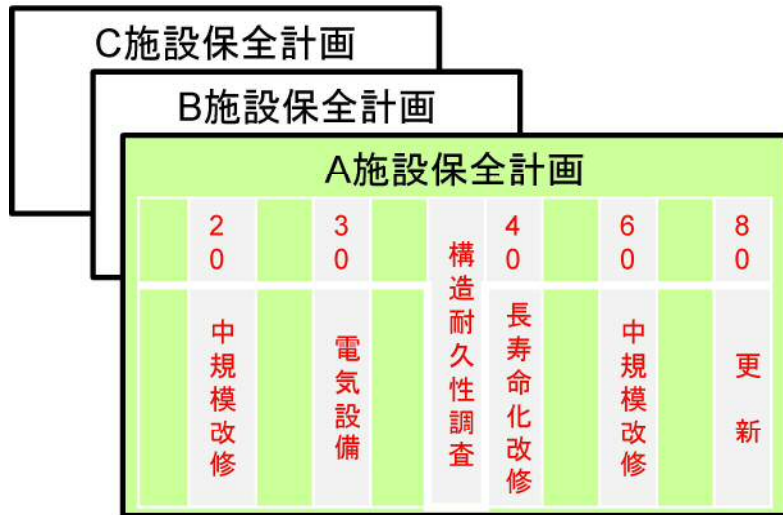 C施設保全計画
B施設保全計画
A施設保全計画
20
30
40
60
80
中規模改修
電気設備
構造耐久性調査
長寿命化改修
中規模改修
更新